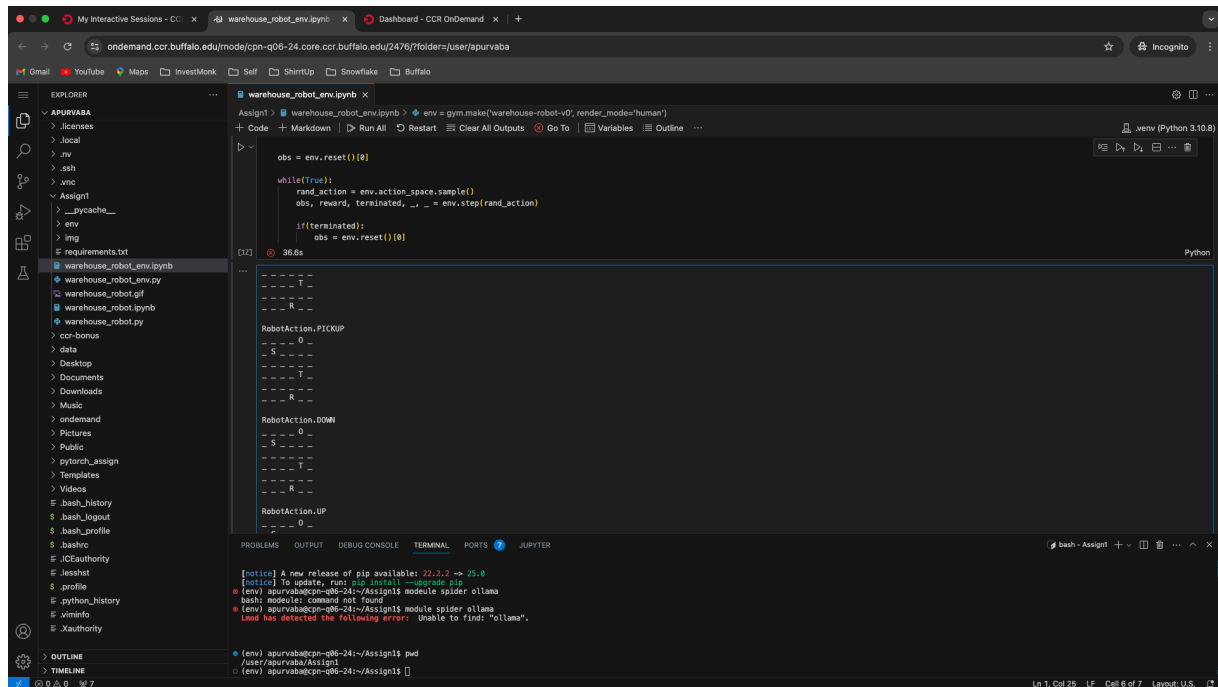 My Interactive Sessions - CC
warehouse_robot_env.ipynb
Dashboard - CCR OnDemand
ondemand.ccr.buffalo.edu/rnode/cpn-q06-24.core.ccr.buffalo.edu/2476/?folder=/user/apurvaba
Incognito
Gmail YouTube Maps InvestMonk Self ShirrtUp Snowflake Buffalo
EXPLORER
APURVABA
.licenses
.local
.nv
.ssh
.vnc
Assign1
__pycache__
env
img
requirements.txt
warehouse_robot_env.ipynb
warehouse_robot_env.py
warehouse_robot.gif
warehouse_robot.ipynb
warehouse_robot.py
ccr-bonus
data
Desktop
Documents
Downloads
Music
ondemand
Pictures
Public
pytorch_assign
Templates
Videos
.bash_history
.bash_logout
.bash_profile
.bashrc
.ICEauthority
.lesshst
.profile
.python_history
.viminfo
.Xauthority
OUTLINE
TIMELINE
warehouse_robot_env.ipynb
Assign1 > warehouse_robot_env.ipynb > env = gym.make('warehouse-robot-v0', render_mode='human')
+ Code + Markdown | Run All Restart Clear All Outputs Go To | Variables Outline ...
.venv (Python 3.10.8)
obs = env.reset()[0]
while(True):
rand_action = env.action_space.sample()
obs, reward, terminated, _, _ = env.step(rand_action)
if(terminated):
obs = env.reset()[0]
[12] 36.6s
Python
_ _ _ _ _ _
_ _ _ _ T _
_ _ _ _ _ _
_ _ _ R _ _
RobotAction.PICKUP
_ _ _ _ O _
_ S _ _ _ _
_ _ _ _ _ _
_ _ _ _ T _
_ _ _ _ _ _
_ _ _ R _ _
RobotAction.DOWN
_ _ _ _ O _
_ S _ _ _ _
_ _ _ _ _ _
_ _ _ _ T _
_ _ _ _ _ _
_ _ _ R _ _
RobotAction.UP
_ _ _ _ O _
PROBLEMS OUTPUT DEBUG CONSOLE TERMINAL PORTS 7 JUPYTER
bash - Assign1
[notice] A new release of pip available: 22.2.2 -> 25.0
[notice] To update, run: pip install --upgrade pip
(env) apurvaba@cpn-q06-24:~/Assign1$ modeule spider ollama
bash: modeule: command not found
(env) apurvaba@cpn-q06-24:~/Assign1$ module spider ollama
Lmod has detected the following error: Unable to find: "ollama".
(env) apurvaba@cpn-q06-24:~/Assign1$ pwd
/user/apurvaba/Assign1
(env) apurvaba@cpn-q06-24:~/Assign1$
0 0 7
Ln 1, Col 25 LF Cell 6 of 7 Layout: U.S.